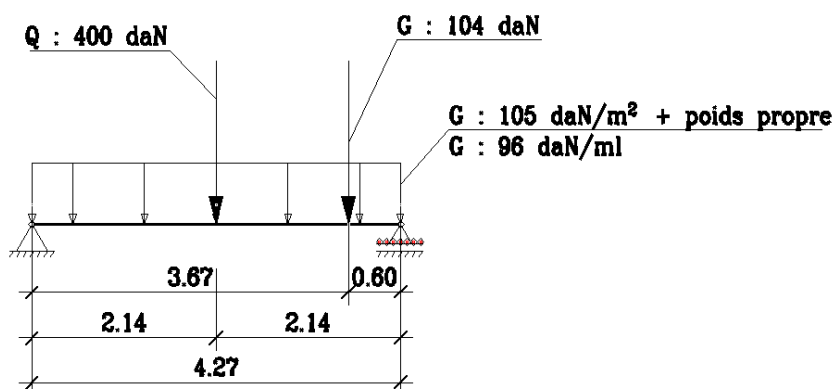 Q : 400 daN
G : 104 daN
G : 105 daN/m² + poids propre
G : 96 daN/ml
3.67
0.60
2.14
2.14
4.27